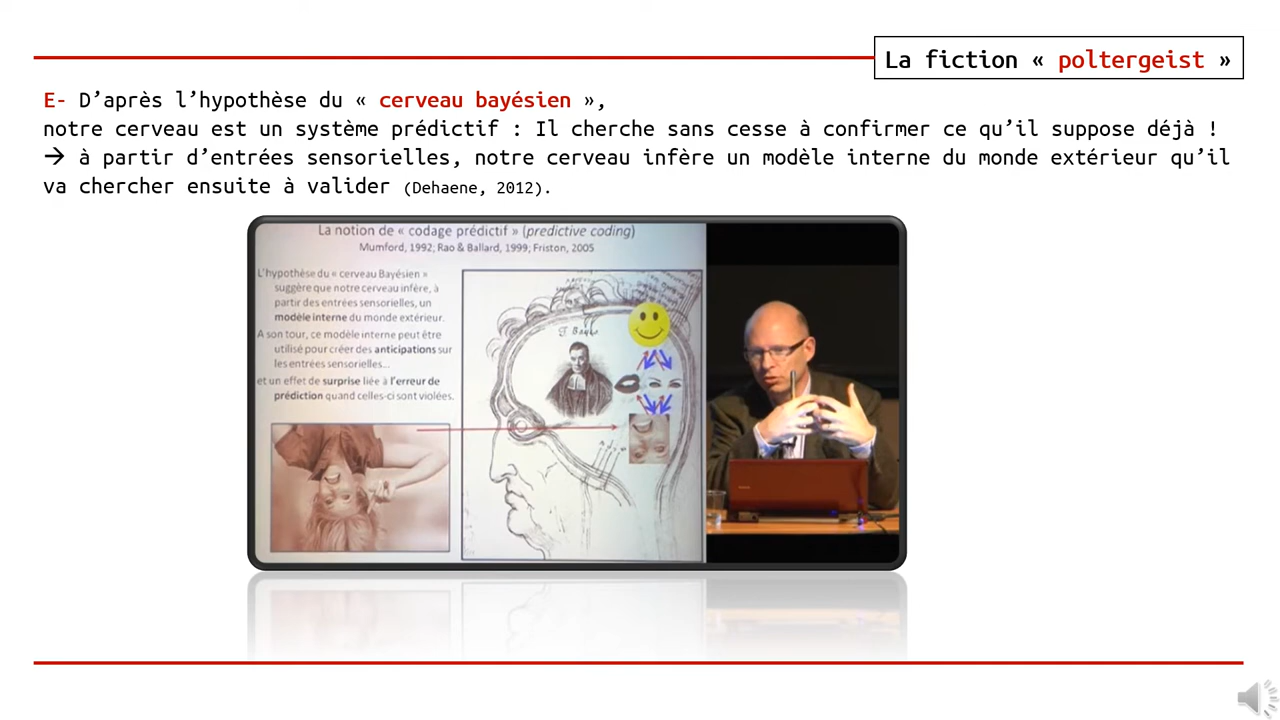 La fiction « poltergeist »
E- D’après l’hypothèse du « cerveau bayésien »,
notre cerveau est un système prédictif : Il cherche sans cesse à confirmer ce qu’il suppose déjà !
→ à partir d’entrées sensorielles, notre cerveau infère un modèle interne du monde extérieur qu’il
va chercher ensuite à valider (Dehaene, 2012).
La notion de « codage prédictif » (predictive coding)
Mumford, 1992; Rao & Ballard, 1999; Friston, 2005
L’hypothèse du « cerveau Bayésien »
suggère que notre cerveau infère, à
partir des entrées sensorielles, un
modèle interne du monde extérieur.
A son tour, ce modèle interne peut être
utilisé pour créer des anticipations sur
les entrées sensorielles...
et un effet de surprise liée à l’erreur de
prédiction quand celles-ci sont violées.